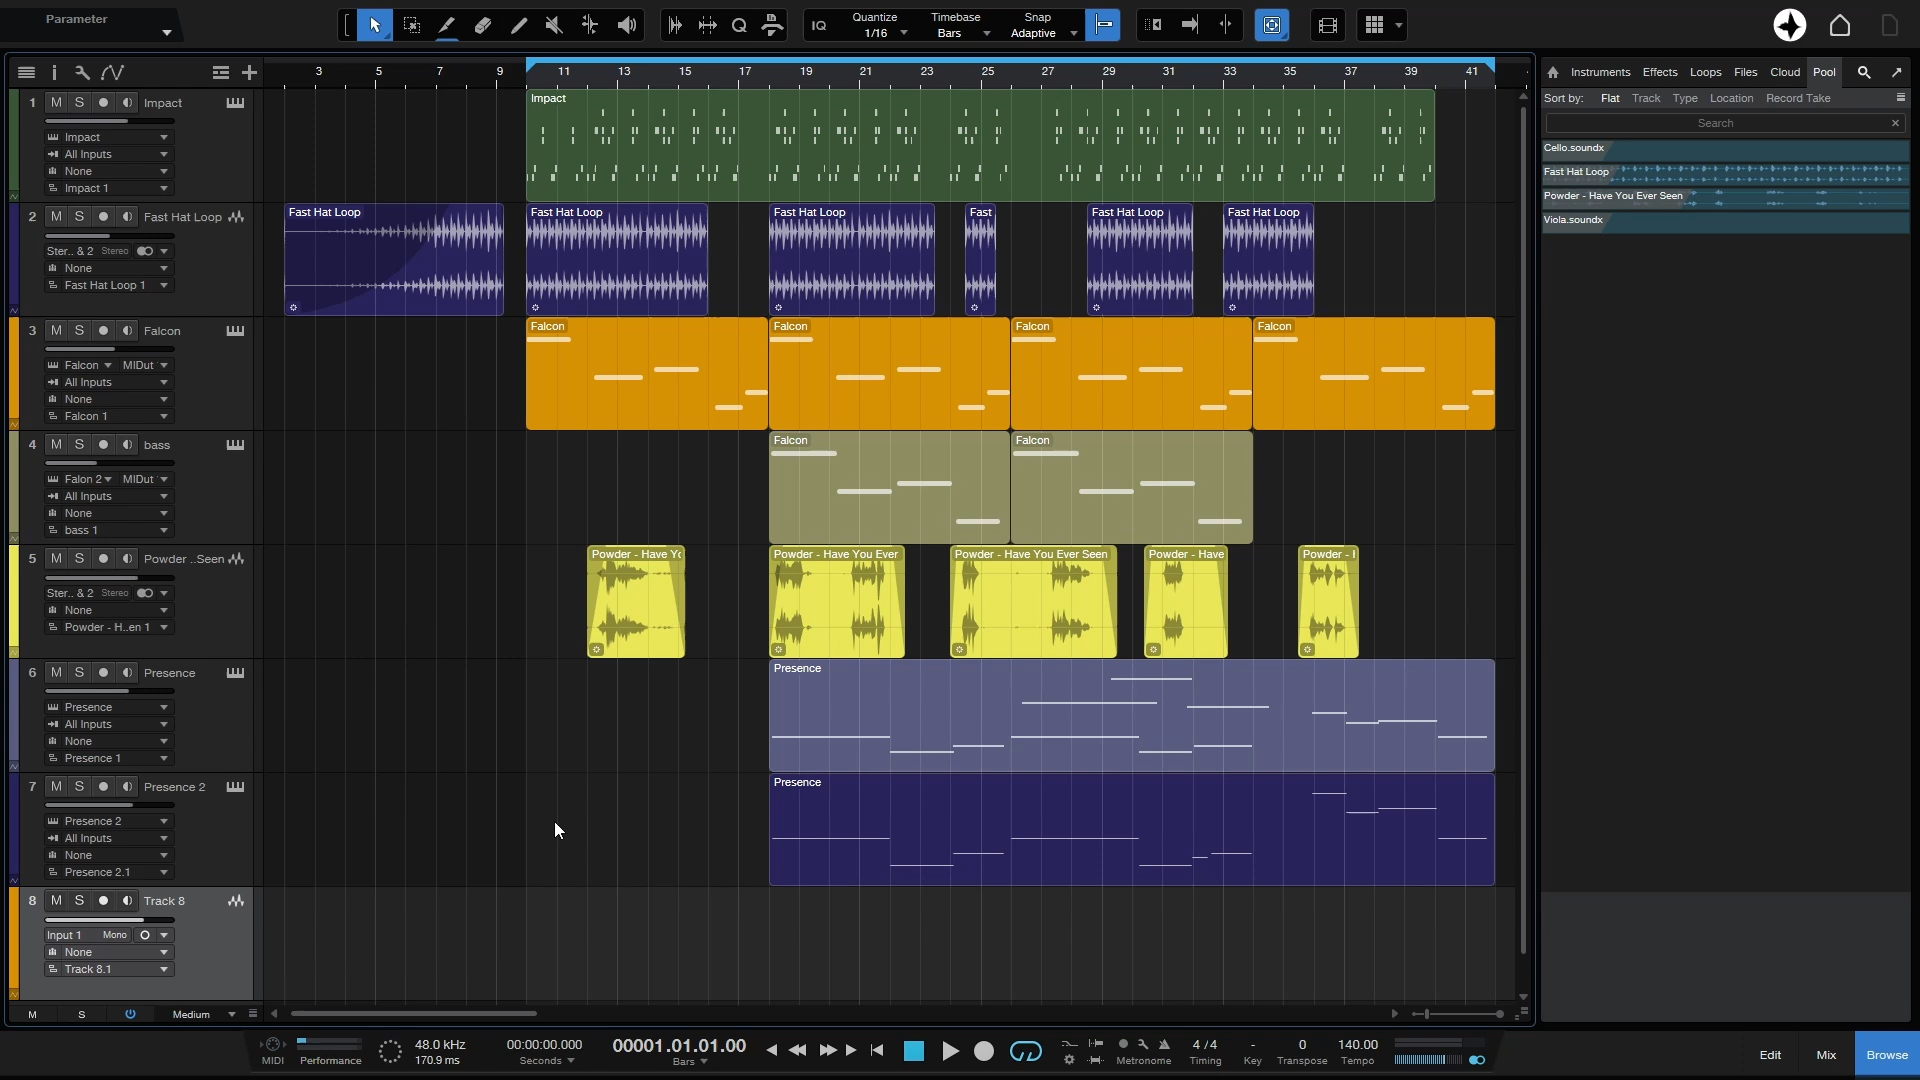 Parameter
IQ
Quantize
1/16
Timebase
Bars
Snap
Adaptive
3 5 7 9 11 13 15 17 19 21 23 25 27 29 31 33 35 37 39 41
Instruments Effects Loops Files Cloud Pool
Sort by: Flat Track Type Location Record Take
Search
Cello.soundx
Fast Hat Loop
Powder - Have You Ever Seen
Viola.soundx
1 M S Impact
Impact
All Inputs
None
Impact 1
Impact
2 M S Fast Hat Loop
Ster.. & 2 Stereo
None
Fast Hat Loop 1
Fast Hat Loop
Fast Hat Loop
Fast Hat Loop
Fast
Fast Hat Loop
Fast Hat Loop
3 M S Falcon
Falcon MIDut
All Inputs
None
Falcon 1
Falcon
Falcon
Falcon
Falcon
4 M S bass
Falon 2 MIDut
All Inputs
None
bass 1
Falcon
Falcon
5 M S Powder ..Seen
Ster.. & 2 Stereo
None
Powder - H..en 1
Powder - Have Yo
Powder - Have You Ever
Powder - Have You Ever Seen
Powder - Have
Powder - 
6 M S Presence
Presence
All Inputs
None
Presence 1
Presence
7 M S Presence 2
Presence 2
All Inputs
None
Presence 2.1
Presence
8 M S Track 8
Input 1 Mono
None
Track 8.1
M S Medium
MIDI
Performance
48.0 kHz
170.9 ms
00:00:00.000
Seconds
00001.01.01.00
Bars
Metronome
4 / 4
Timing
-
Key
0
Transpose
140.00
Tempo
Edit
Mix
Browse